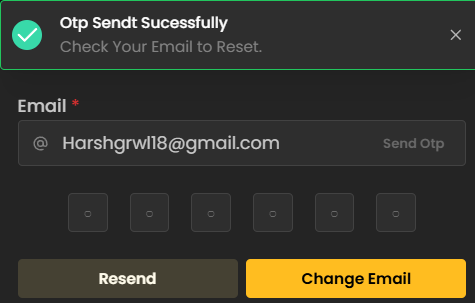 Otp Sendt Sucessfully
Check Your Email to Reset.
Email *
@ Harshgrwl18@gmail.com Send Otp
Resend Change Email